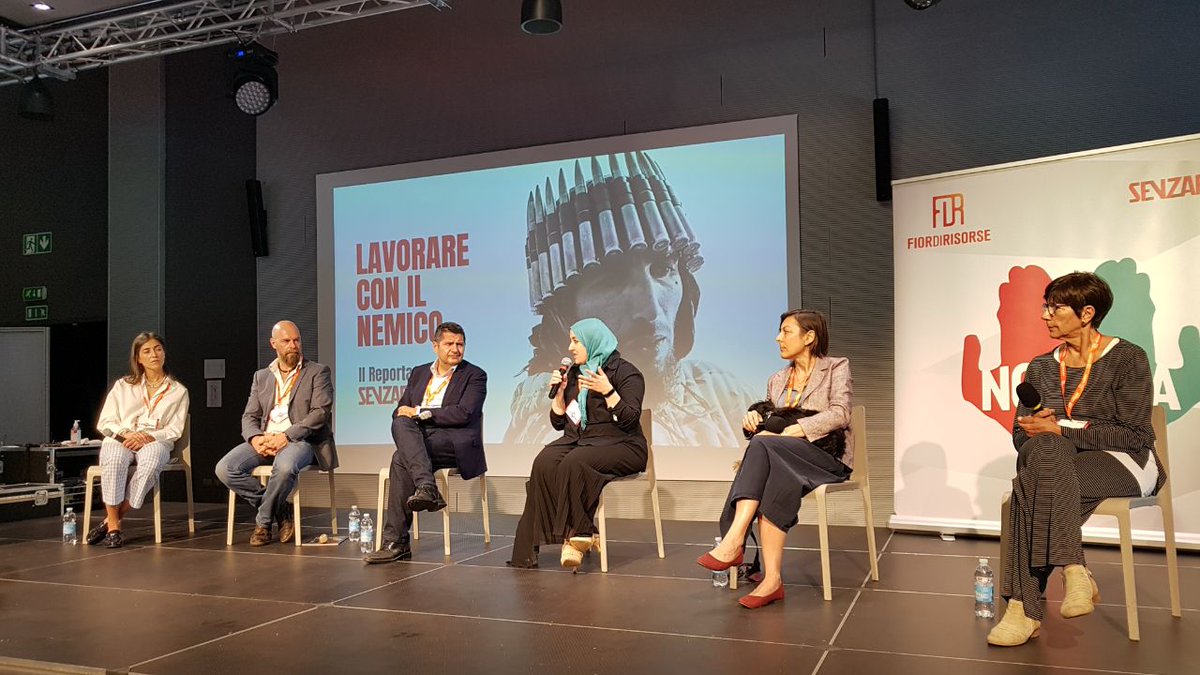 LAVORARE
CON IL
NEMICO
Il Reporta
SENZA
FDR
FIORDIRISORSE
SENZA
NO
A